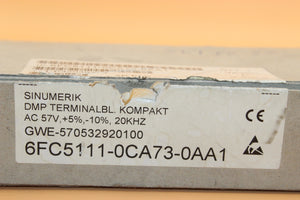 SINUMERIK
DMP TERMINALBL. KOMPAKT
AC 57V,+5%,-10%, 20KHZ
GWE-570532920100
6FC5111-0CA73-0AA1
CE